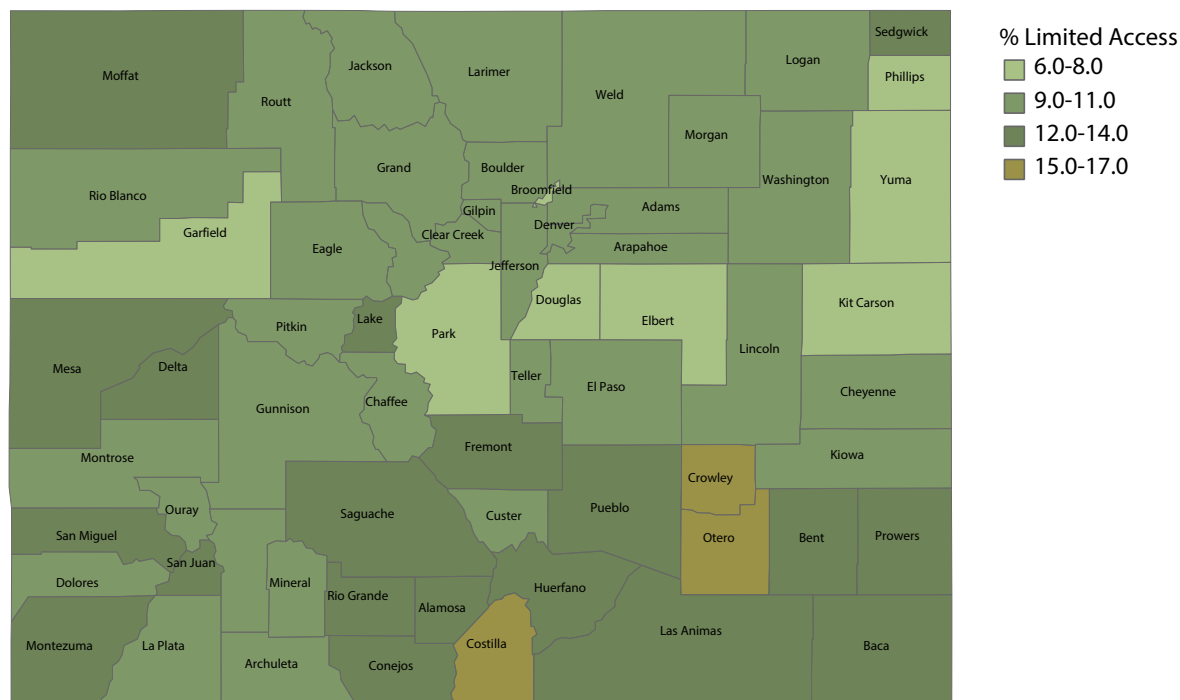 % Limited Access
6.0-8.0
9.0-11.0
12.0-14.0
15.0-17.0
Moffat
Routt
Jackson
Larimer
Weld
Logan
Sedgwick
Phillips
Morgan
Grand
Boulder
Rio Blanco
Broomfield
Washington
Yuma
Garfield
Gilpin
Adams
Denver
Clear Creek
Eagle
Arapahoe
Jefferson
Douglas
Elbert
Kit Carson
Pitkin
Lake
Park
Lincoln
Mesa
Delta
Teller
El Paso
Cheyenne
Gunnison
Chaffee
Fremont
Montrose
Kiowa
Crowley
Ouray
Saguache
Custer
Pueblo
San Miguel
Otero
Bent
Prowers
San Juan
Dolores
Mineral
Rio Grande
Alamosa
Huerfano
Montezuma
La Plata
Archuleta
Conejos
Costilla
Las Animas
Baca